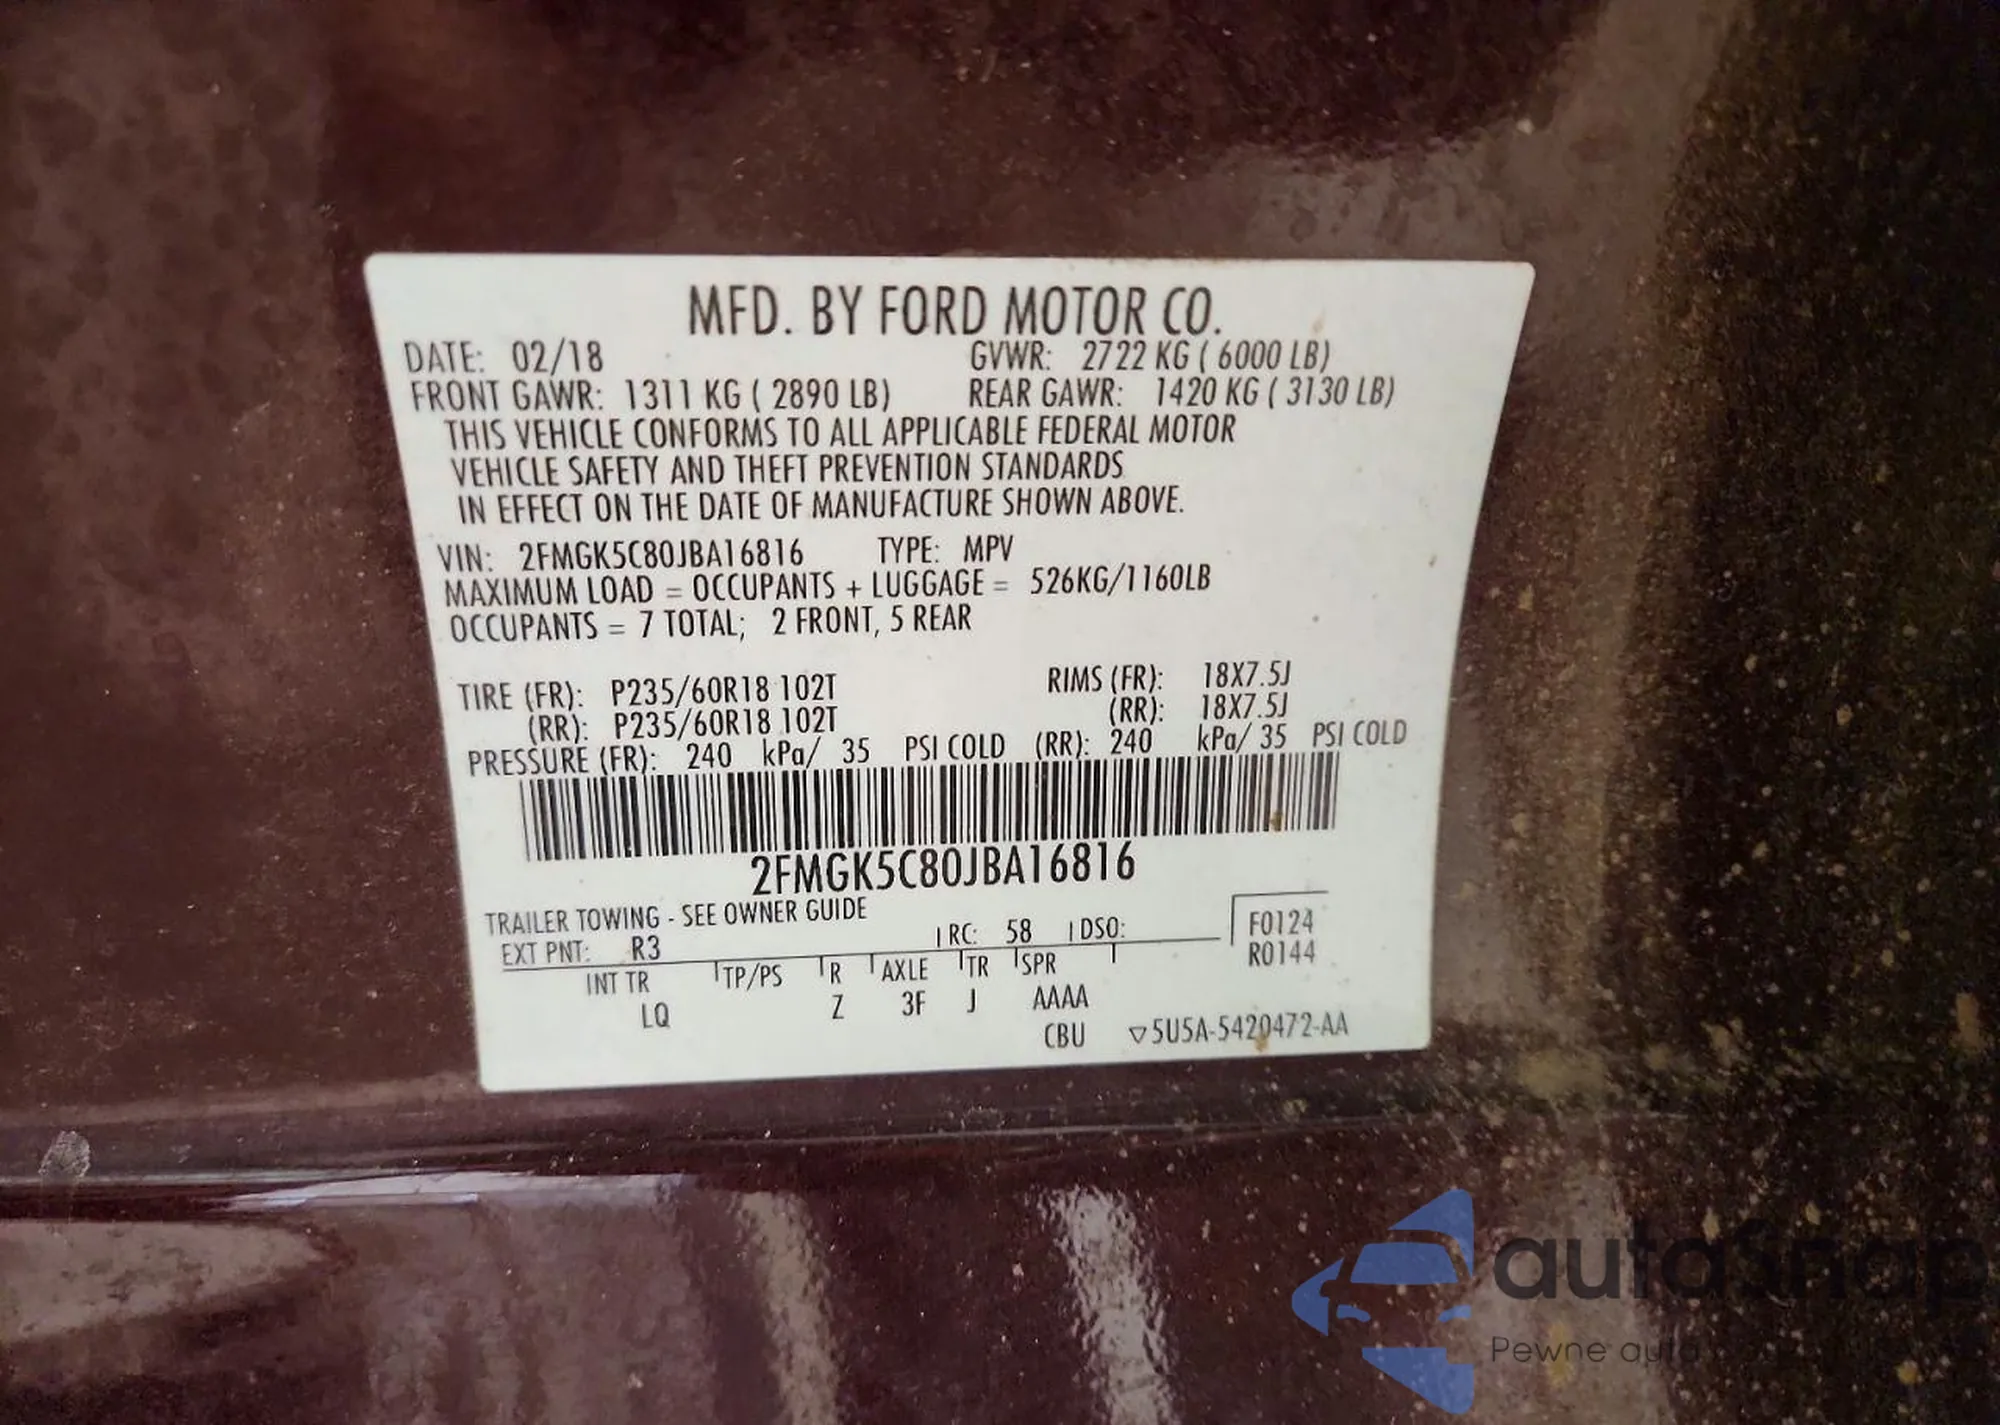 MFD. BY FORD MOTOR CO.
DATE: 02/18 GVWR: 2722 KG ( 6000 LB)
FRONT GAWR: 1311 KG ( 2890 LB) REAR GAWR: 1420 KG ( 3130 LB)
THIS VEHICLE CONFORMS TO ALL APPLICABLE FEDERAL MOTOR
VEHICLE SAFETY AND THEFT PREVENTION STANDARDS
IN EFFECT ON THE DATE OF MANUFACTURE SHOWN ABOVE.
VIN: 2FMGK5C80JBA16816 TYPE: MPV
MAXIMUM LOAD = OCCUPANTS + LUGGAGE = 526KG/1160LB
OCCUPANTS = 7 TOTAL; 2 FRONT, 5 REAR
TIRE (FR): P235/60R18 102T RIMS (FR): 18X7.5J
(RR): P235/60R18 102T (RR): 18X7.5J
PRESSURE (FR): 240 kPa/ 35 PSI COLD (RR): 240 kPa/ 35 PSI COLD
2FMGK5C80JBA16816
TRAILER TOWING - SEE OWNER GUIDE
EXT PNT: R3 RC: 58 DSO: F0124
R0144
INT TR TP/PS R AXLE TR SPR
LQ Z 3F J AAAA
CBU ▽5U5A-5420472-AA
autasnap
Pewne auta